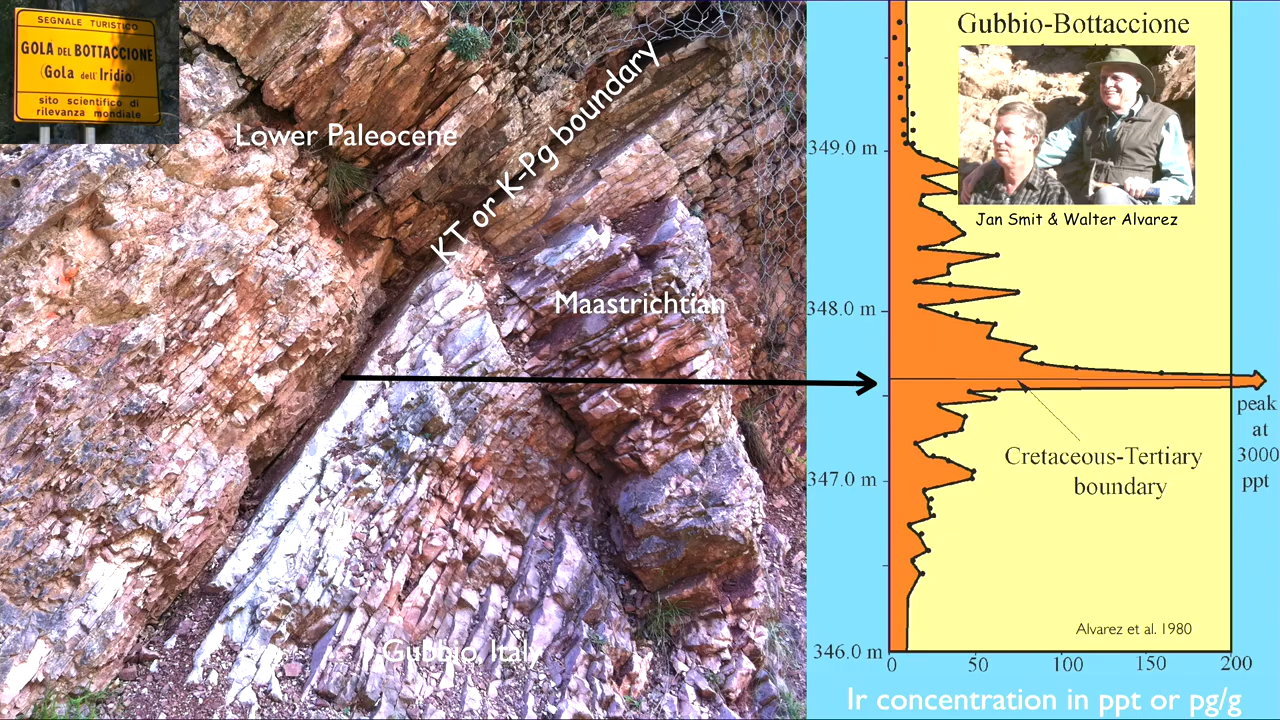 SEGNALE TURISTICO
GOLA DEL BOTTACCIONE
(Gola dell'Iridio)
sito scientifico di
rilevanza mondiale
Lower Paleocene
KT or K-Pg boundary
Maastrichtian
Gubbio, Italy
Gubbio-Bottaccione
Jan Smit & Walter Alvarez
349.0 m
348.0 m
347.0 m
346.0 m
peak
at
3000
ppt
Cretaceous-Tertiary
boundary
Alvarez et al. 1980
0 50 100 150 200
Ir concentration in ppt or pg/g